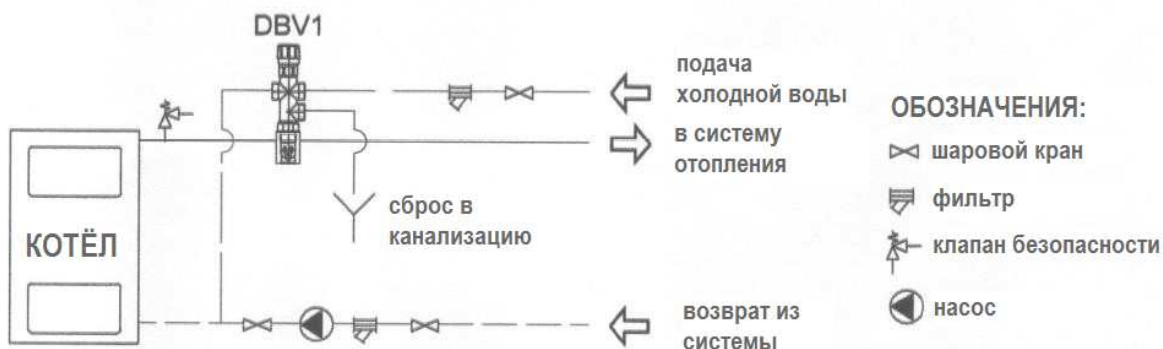 DBV1
подача
холодной воды
в систему
отопления
сброс в
канализацию
КОТЁЛ
возврат из
системы
ОБОЗНАЧЕНИЯ:
шаровой кран
фильтр
клапан безопасности
насос